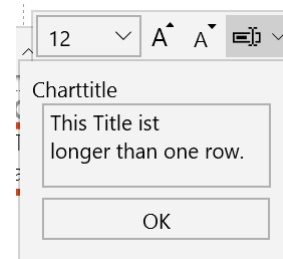 12
A A
Charttitle
This Title ist
longer than one row.
OK